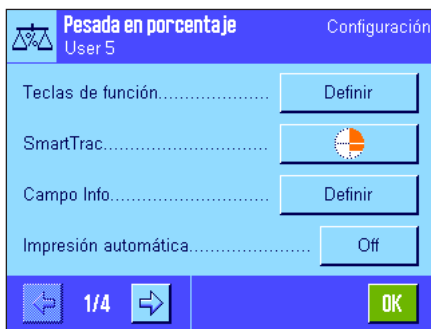 Pesada en porcentaje Configuración
User 5
Teclas de función.................... Definir
SmartTrac.............................
Campo Info............................ Definir
Impresión automática...................... Off
1/4 OK